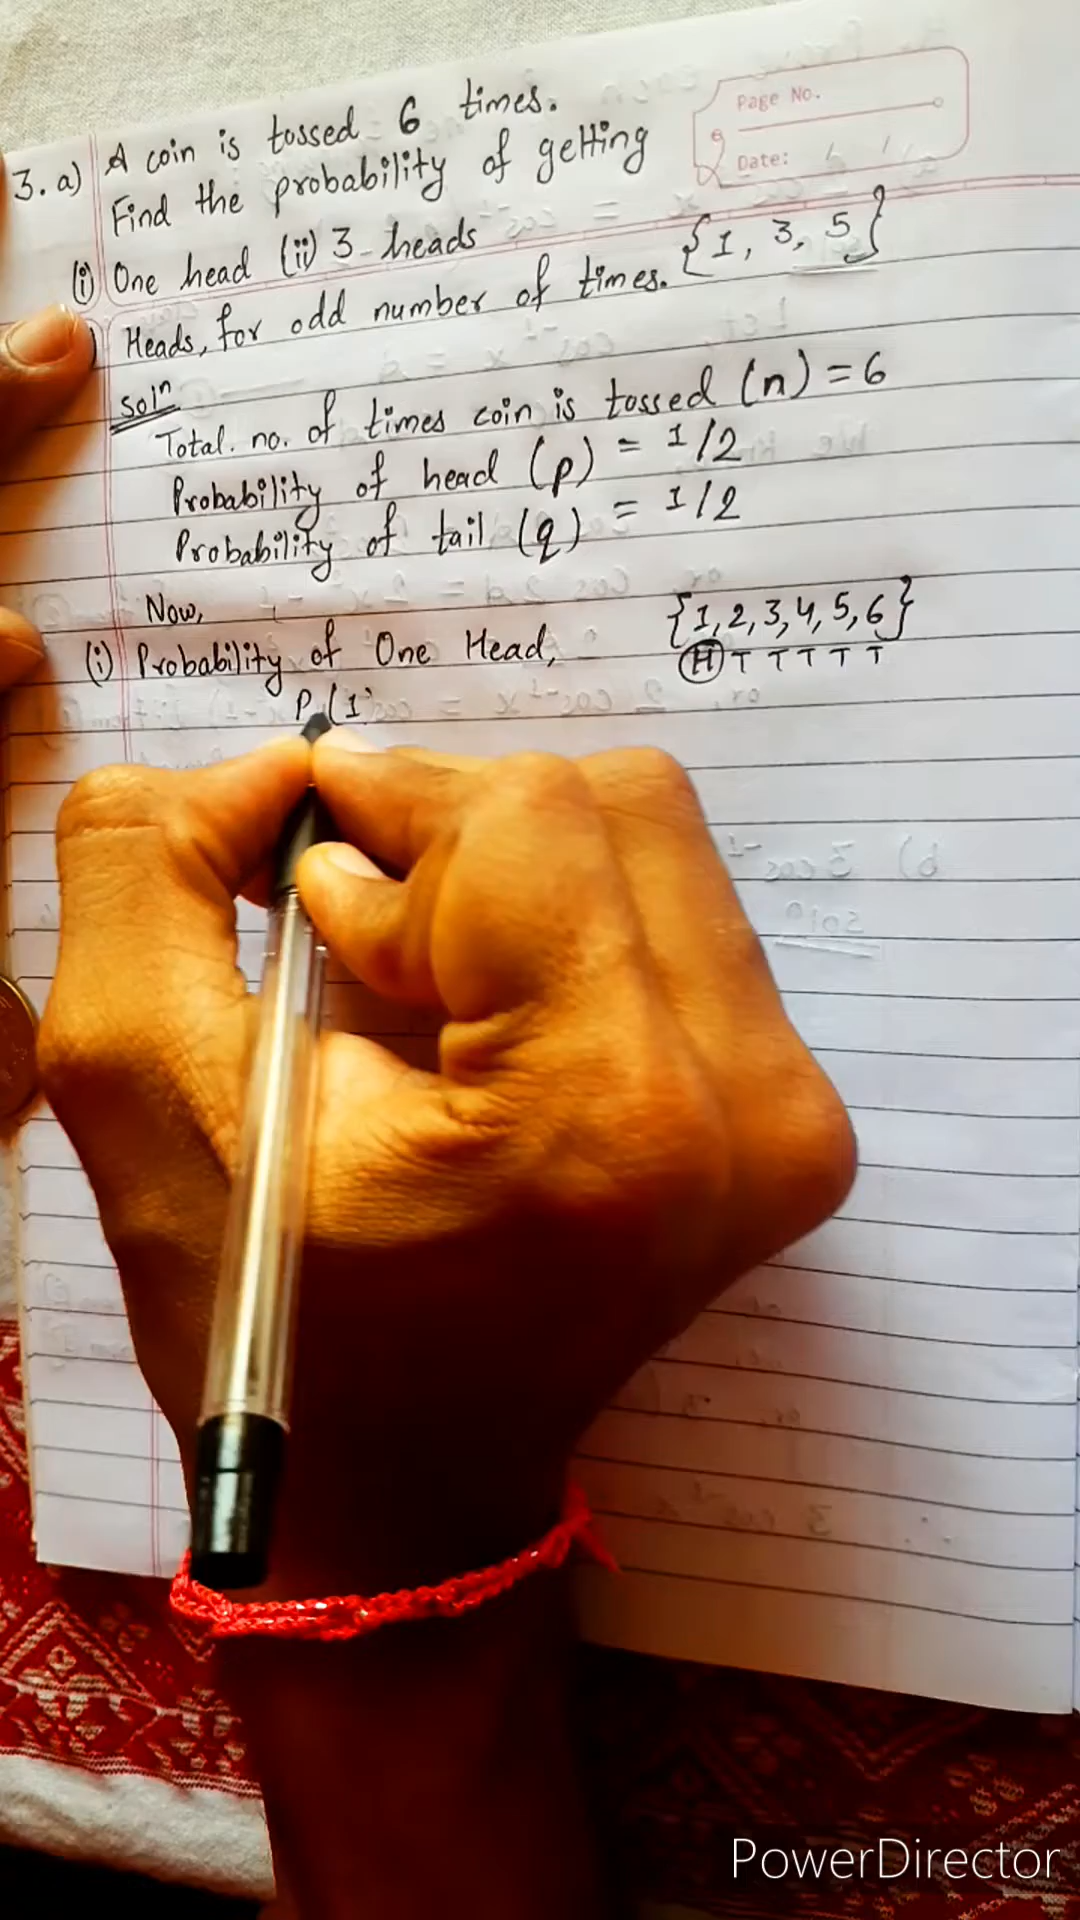 Page No.
Date:
3. a) A coin is tossed 6 times.
Find the probability of getting
(i) One head (ii) 3 heads
) Heads, for odd number of times. {1, 3, 5}
Soln
Total. no. of times coin is tossed (n) = 6
Probability of head (p) = 1/2
Probability of tail (q) = 1/2
Now,
{1,2,3,4,5,6}
(i) Probability of One Head,
H T T T T T
P (1)
PowerDirector